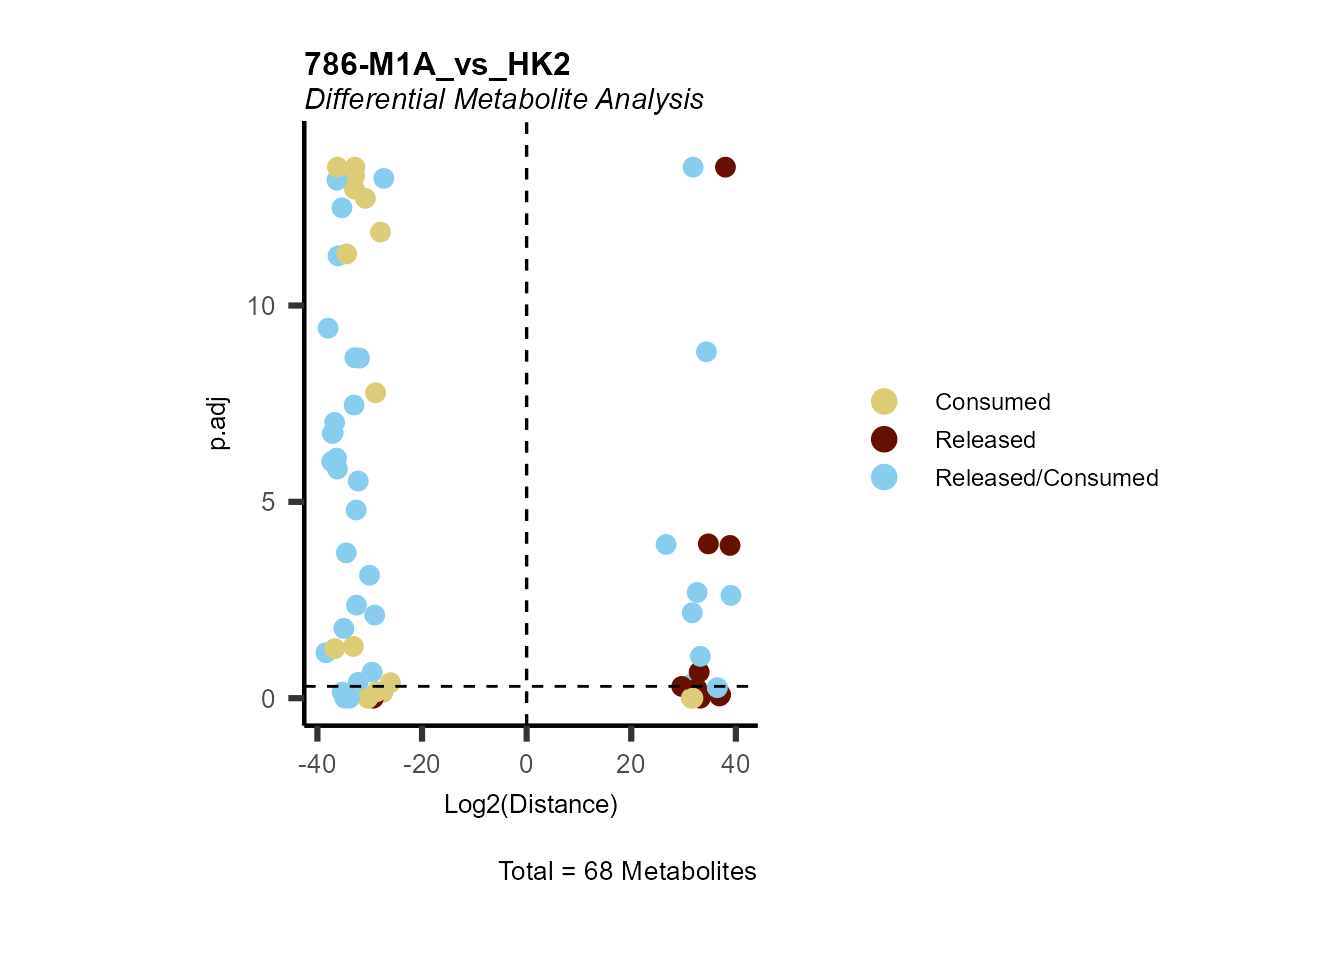 786-M1A_vs_HK2
Differential Metabolite Analysis
10
5
0
p.adj
-40
-20
0
20
40
Log2(Distance)
Consumed
Released
Released/Consumed
Total = 68 Metabolites